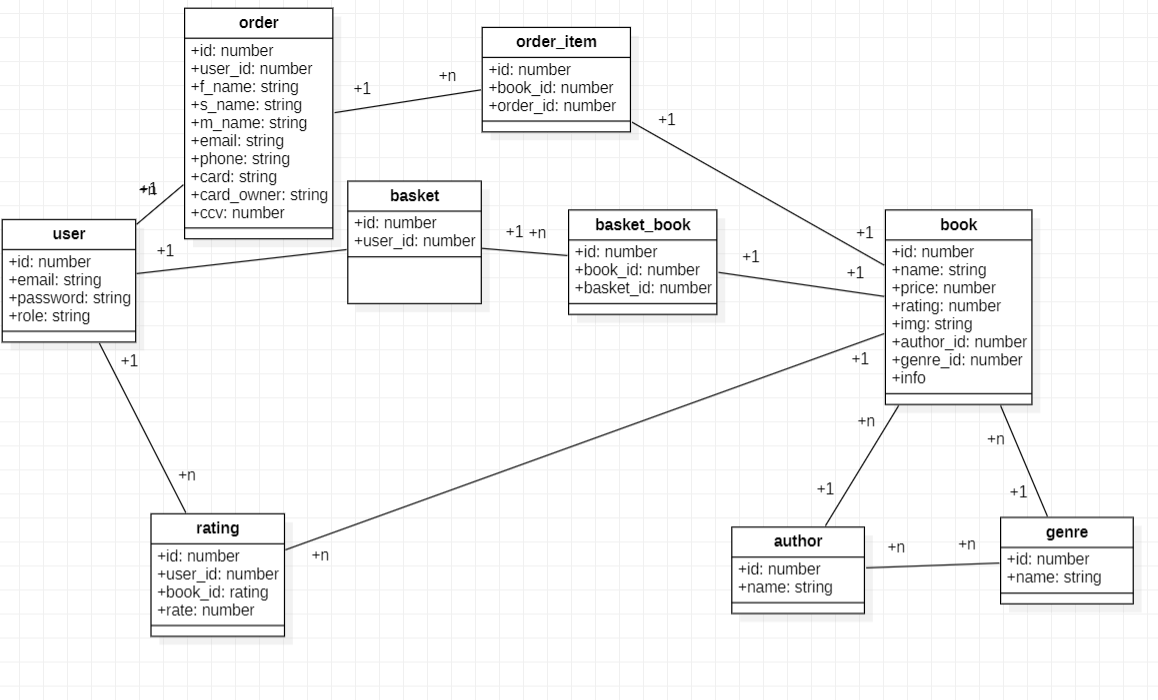 order
+id: number
+user_id: number
+f_name: string
+s_name: string
+m_name: string
+email: string
+phone: string
+card: string
+card_owner: string
+ccv: number
order_item
+id: number
+book_id: number
+order_id: number
+1
+n
+1
+1
user
+id: number
+email: string
+password: string
+role: string
+1
basket
+id: number
+user_id: number
+1 +n
basket_book
+id: number
+book_id: number
+basket_id: number
+1
+1
book
+id: number
+name: string
+price: number
+rating: number
+img: string
+author_id: number
+genre_id: number
+info
+1
+n
+1
+n
rating
+id: number
+user_id: number
+book_id: rating
+rate: number
+n
+1
+n
+1
author
+id: number
+name: string
+n
+n
genre
+id: number
+name: string